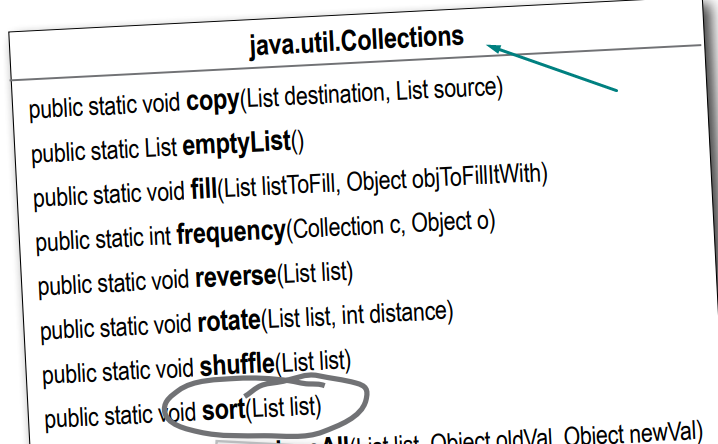 java.util.Collections
public static void copy(List destination, List source)
public static List emptyList()
public static void fill(List listToFill, Object objToFillItWith)
public static int frequency(Collection c, Object o)
public static void reverse(List list)
public static void rotate(List list, int distance)
public static void shuffle(List list)
public static void sort(List list)
(List list, Object oldVal, Object newVal)